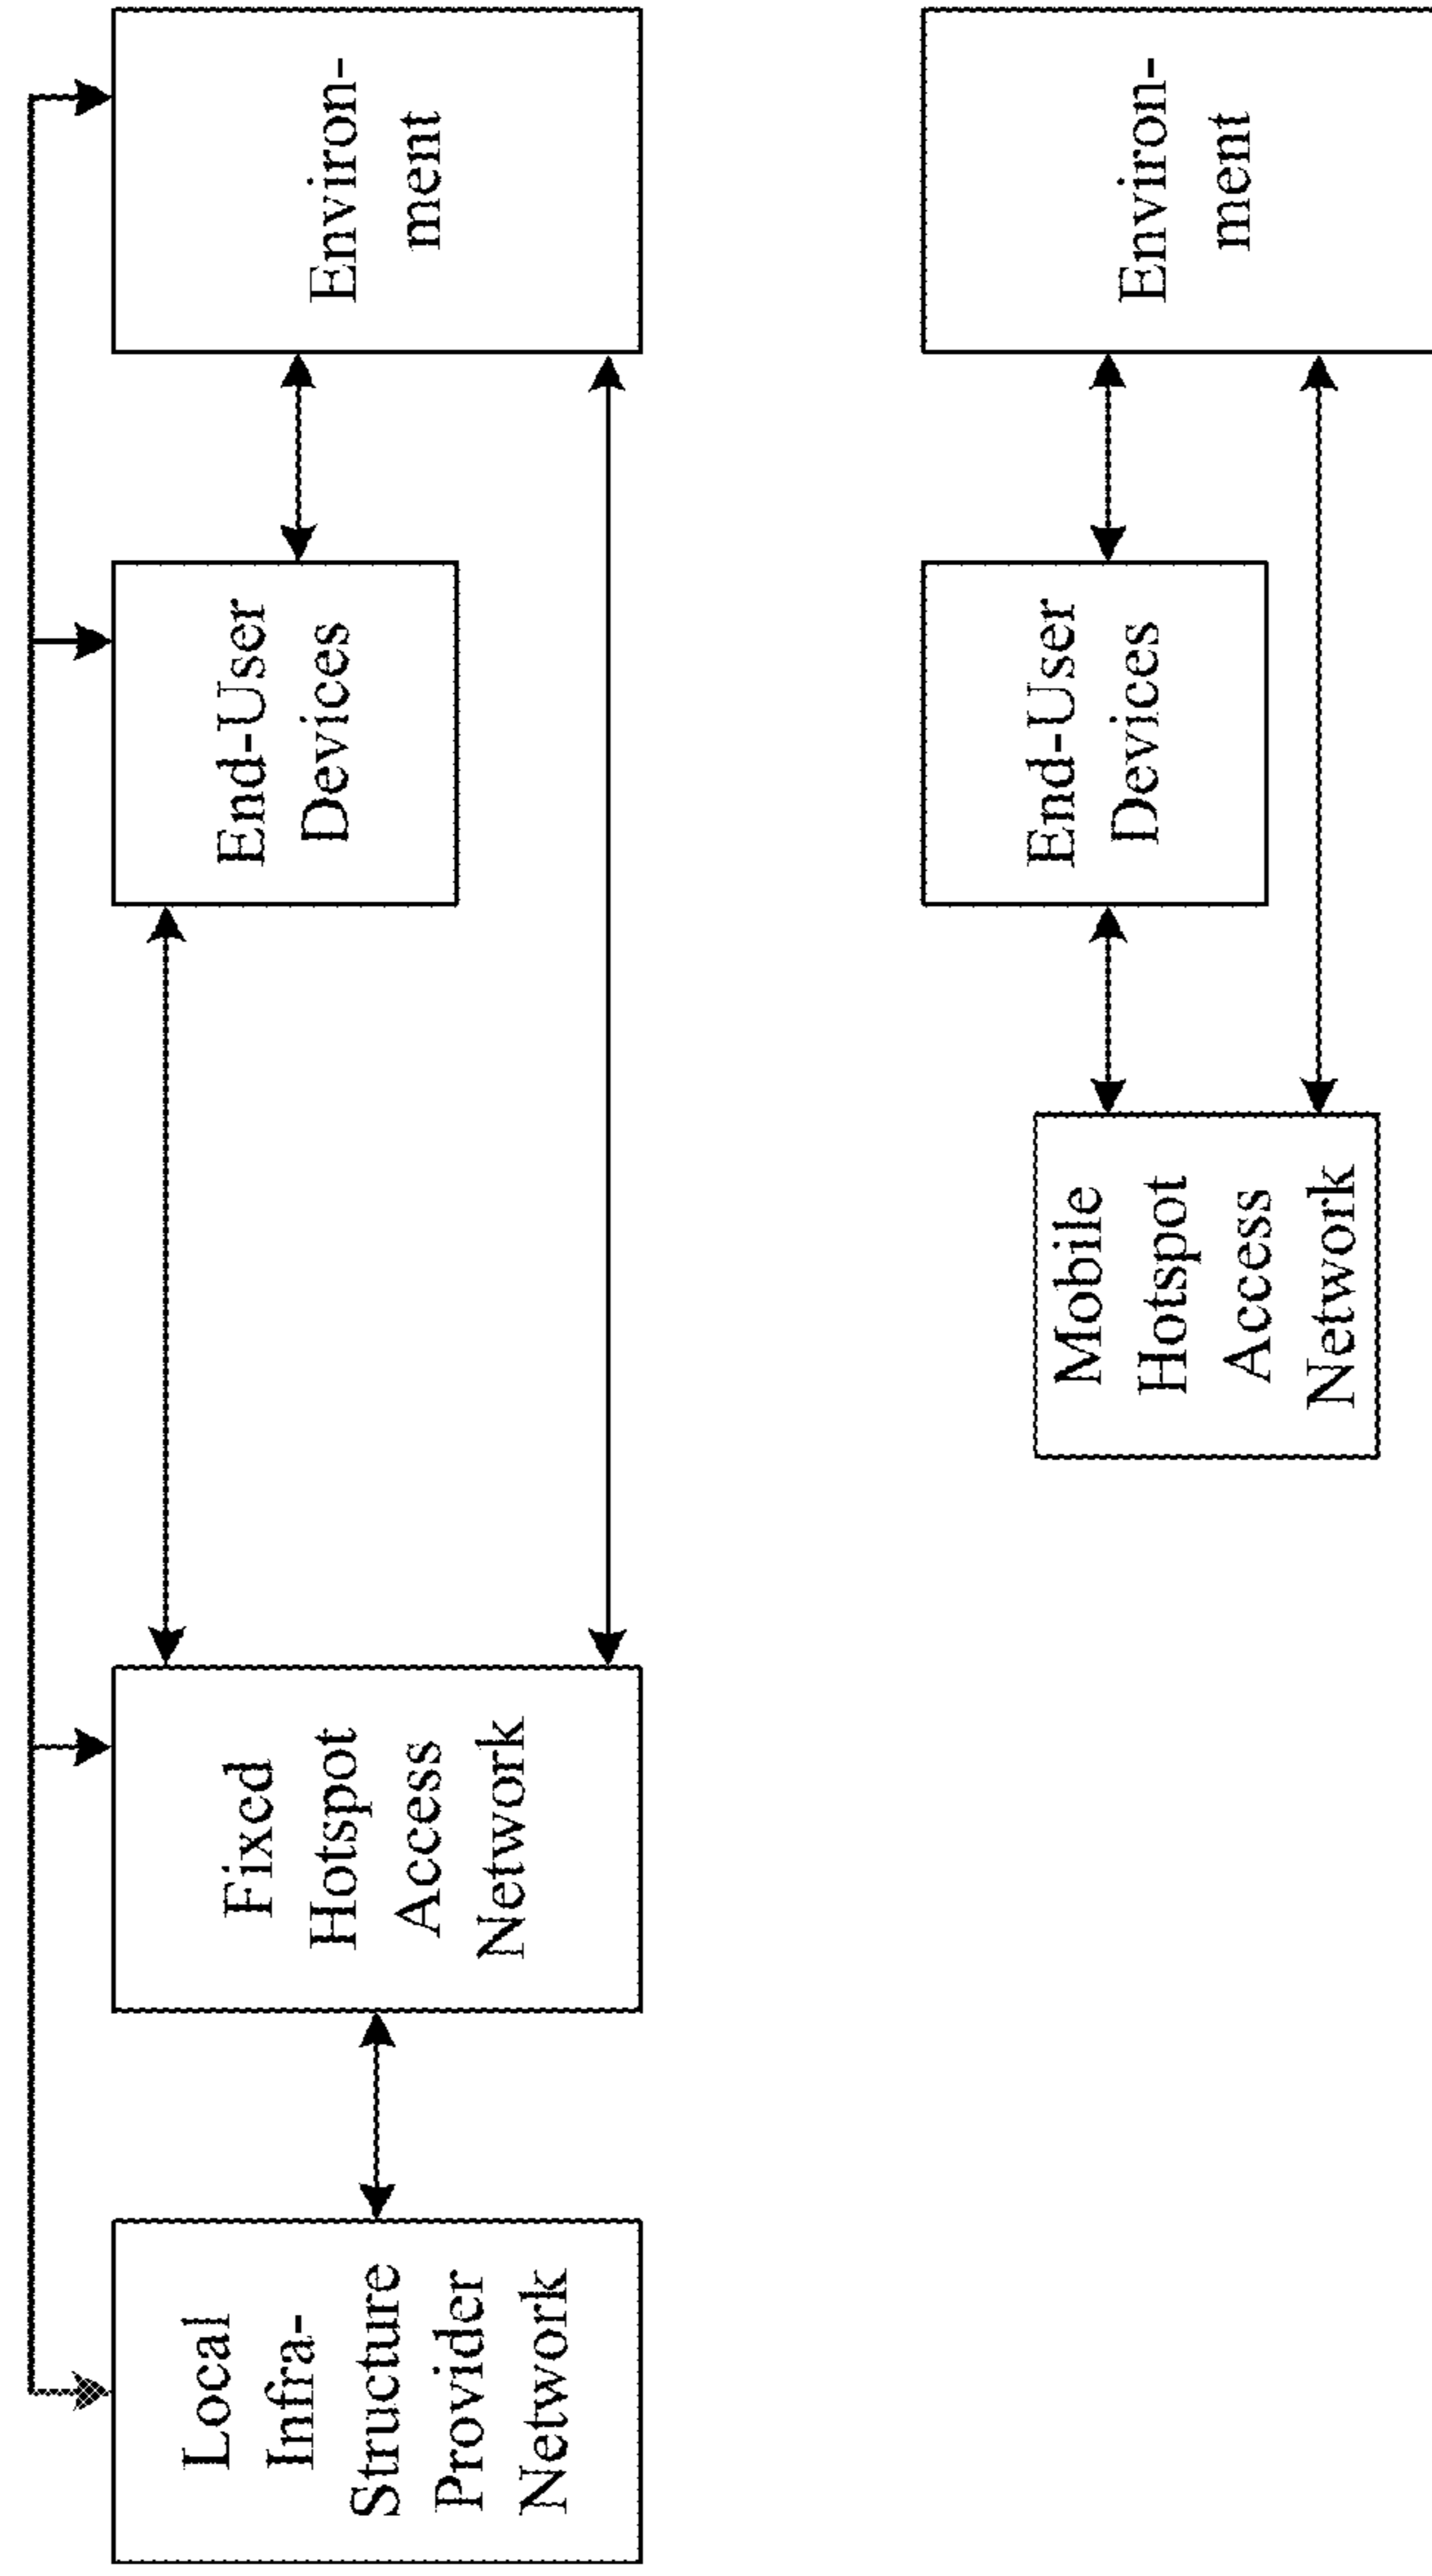 Local
Infra-
Structure
Provider
Network
Fixed
Hotspot
Access
Network
End-User
Devices
Environ-
ment
Mobile
Hotspot
Access
Network
End-User
Devices
Environ-
ment